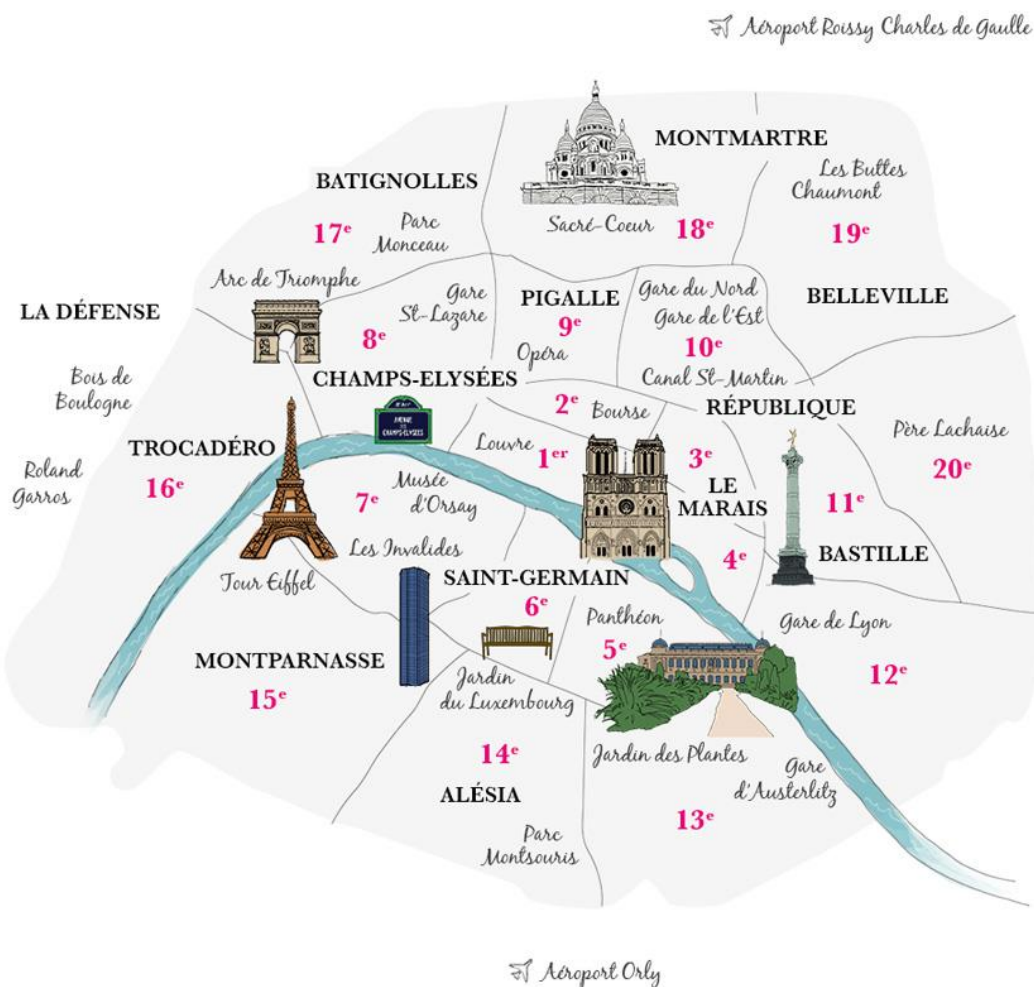 Aéroport Roissy Charles de Gaulle
MONTMARTRE
Les Buttes
Chaumont
BATIGNOLLES
17e
Parc
Monceau
Sacré-Coeur
18e
19e
Arc de Triomphe
LA DÉFENSE
Gare
St-Lazare
8e
PIGALLE
9e
Opéra
Gare du Nord
Gare de l'Est
10e
Canal St-Martin
BELLEVILLE
Bois de
Boulogne
CHAMPS-ELYSÉES
AVENUE
DES
CHAMPS-ELYSÉES
2e
Bourse
RÉPUBLIQUE
TROCADÉRO
16e
Roland
Garros
Louvre
1er
3e
LE
MARAIS
Père Lachaise
20e
7e
Musée
d'Orsay
11e
Les Invalides
Tour Eiffel
SAINT-GERMAIN
6e
4e
BASTILLE
Panthéon
5e
Gare de Lyon
12e
MONTPARNASSE
15e
Jardin
du Luxembourg
14e
ALÉSIA
Jardin des Plantes
Gare
d'Austerlitz
13e
Parc
Montsouris
Aéroport Orly